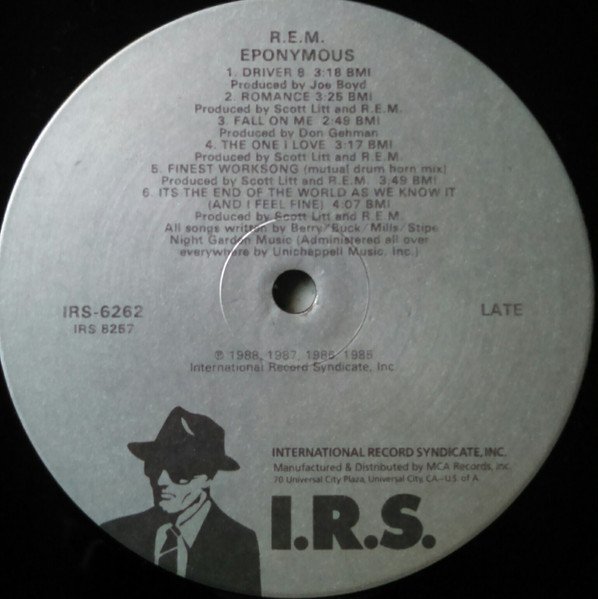 R.E.M.
EPONYMOUS
1. DRIVER 8 3:18 BMI
Produced by Joe Boyd
2. ROMANCE 3:25 BMI
Produced by Scott Litt and R.E.M.
3. FALL ON ME 2:49 BMI
Produced by Don Gehman
4. THE ONE I LOVE 3:17 BMI
Produced by Scott Litt and R.E.M.
5. FINEST WORKSONG (mutual drum horn mix)
Produced by Scott Litt and R.E.M. 3:49 BMI
6. ITS THE END OF THE WORLD AS WE KNOW IT
(AND I FEEL FINE) 4:07 BMI
Produced by Scott Litt and R.E.M.
All songs written by Berry/Buck/Mills/Stipe
Night Garden Music (Administered all over
everywhere by Unichappell Music, Inc.)
IRS-6262
LATE
IRS 8257
℗ 1988, 1987, 1986, 1985
International Record Syndicate, Inc
INTERNATIONAL RECORD SYNDICATE, INC.
Manufactured & Distributed by MCA Records, Inc.
70 Universal City Plaza, Universal City, CA.-U.S. of A.
I.R.S.